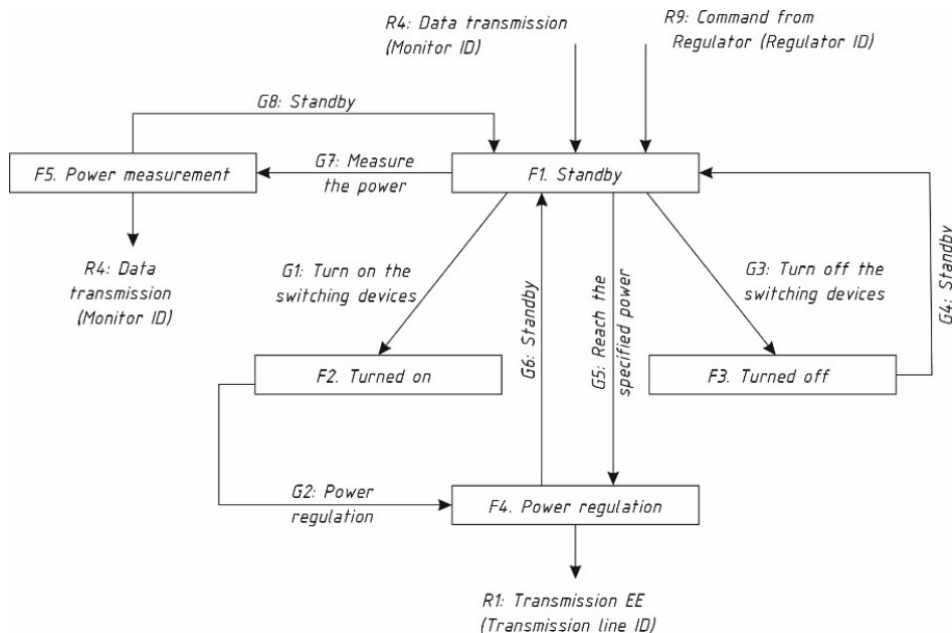 R4: Data transmission
(Monitor ID)
R9: Command from
Regulator (Regulator ID)
G8: Standby
F5. Power measurement
G7: Measure
the power
F1. Standby
R4: Data
transmission
(Monitor ID)
G1: Turn on the
switching devices
G6: Standby
G5: Reach the
specified power
G3: Turn off the
switching devices
G4: Standby
F2. Turned on
F3. Turned off
G2: Power
regulation
F4. Power regulation
R1: Transmission EE
(Transmission line ID)